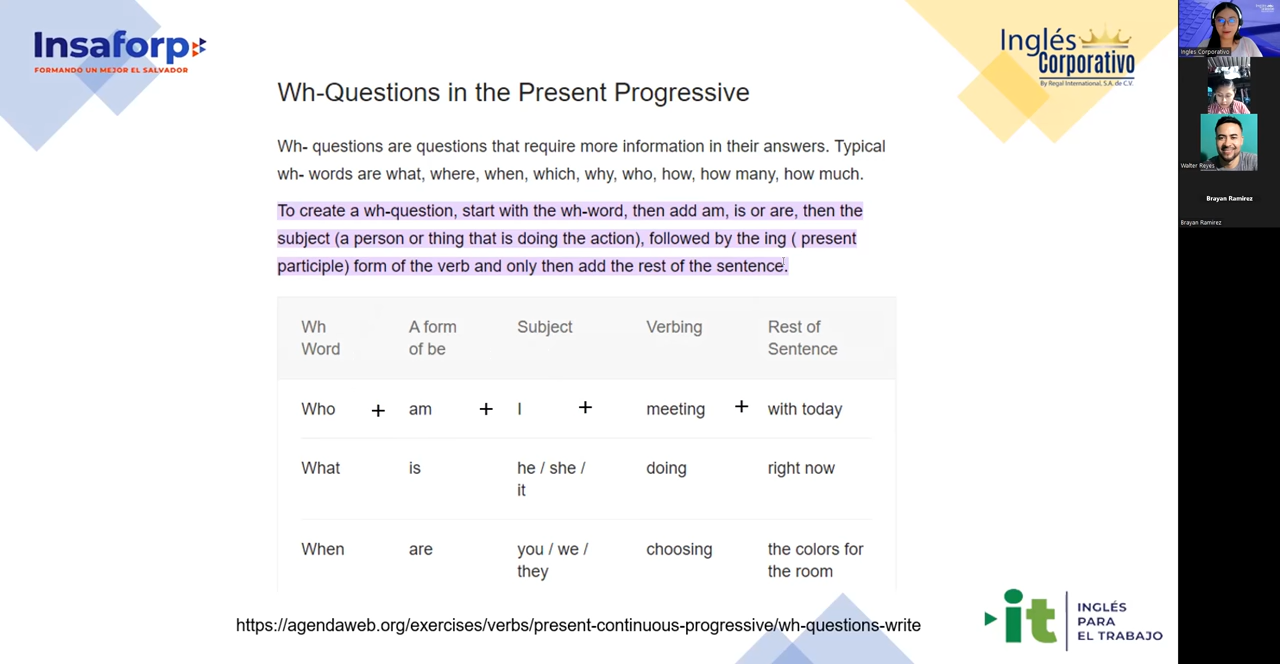 Insaforp
FORMANDO UN MEJOR EL SALVADOR
Inglés
Corporativo
By Regal International, S.A. de C.V.
Wh-Questions in the Present Progressive
Wh- questions are questions that require more information in their answers. Typical
wh- words are what, where, when, which, why, who, how, how many, how much.
To create a wh-question, start with the wh-word, then add am, is or are, then the
subject (a person or thing that is doing the action), followed by the ing ( present
participle) form of the verb and only then add the rest of the sentence.
Wh Word A form of be Subject Verbing Rest of Sentence
Who + am + I + meeting + with today
What is he / she / it doing right now
When are you / we / they choosing the colors for the room
https://agendaweb.org/exercises/verbs/present-continuous-progressive/wh-questions-write
it
INGLÉS
PARA
EL TRABAJO
Ingles Corporativo
Walter Reyes
Brayan Ramirez
Brayan Ramirez